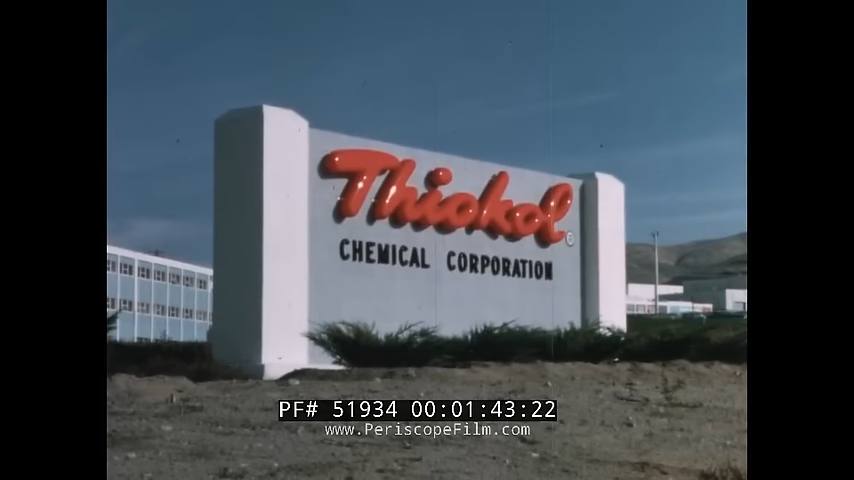 Thiokol®
CHEMICAL CORPORATION
PF# 51934 00:01:43:22
www.PeriscopeFilm.com